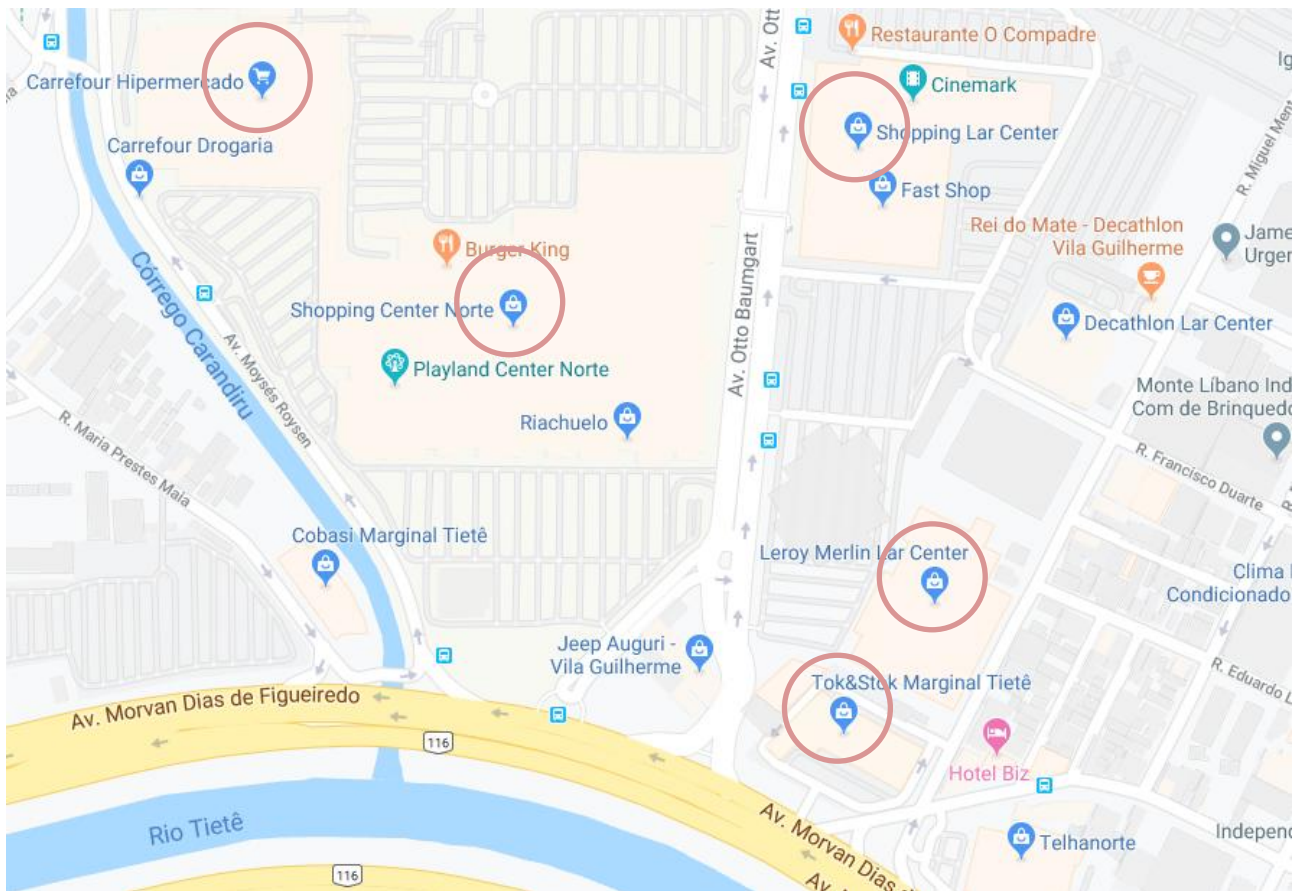 Av. Ott
Restaurante O Compadre
Ig
Carrefour Hipermercado
Cinemark
Shopping Lar Center
Carrefour Drogaria
Fast Shop
R. Miguel Ment
Rei do Mate - Decathlon
Vila Guilherme
Jame
Urgen
Burger King
Córrego Carandiru
Shopping Center Norte
Av. Otto Baumgart
Decathlon Lar Center
Av. Moysés Roysen
Playland Center Norte
Monte Líbano Ind
Com de Brinquedo
Riachuelo
R. Maria Prestes Maia
R. Francisco Duarte
Cobasi Marginal Tietê
Leroy Merlin Lar Center
Clima
Condicionado
Jeep Auguri -
Vila Guilherme
R. Eduardo L
Tok&Stok Marginal Tietê
Av. Morvan Dias de Figueiredo
116
Hotel Biz
Rio Tietê
Av. Morvan Dias
Independ
Telhanorte
116
Av.